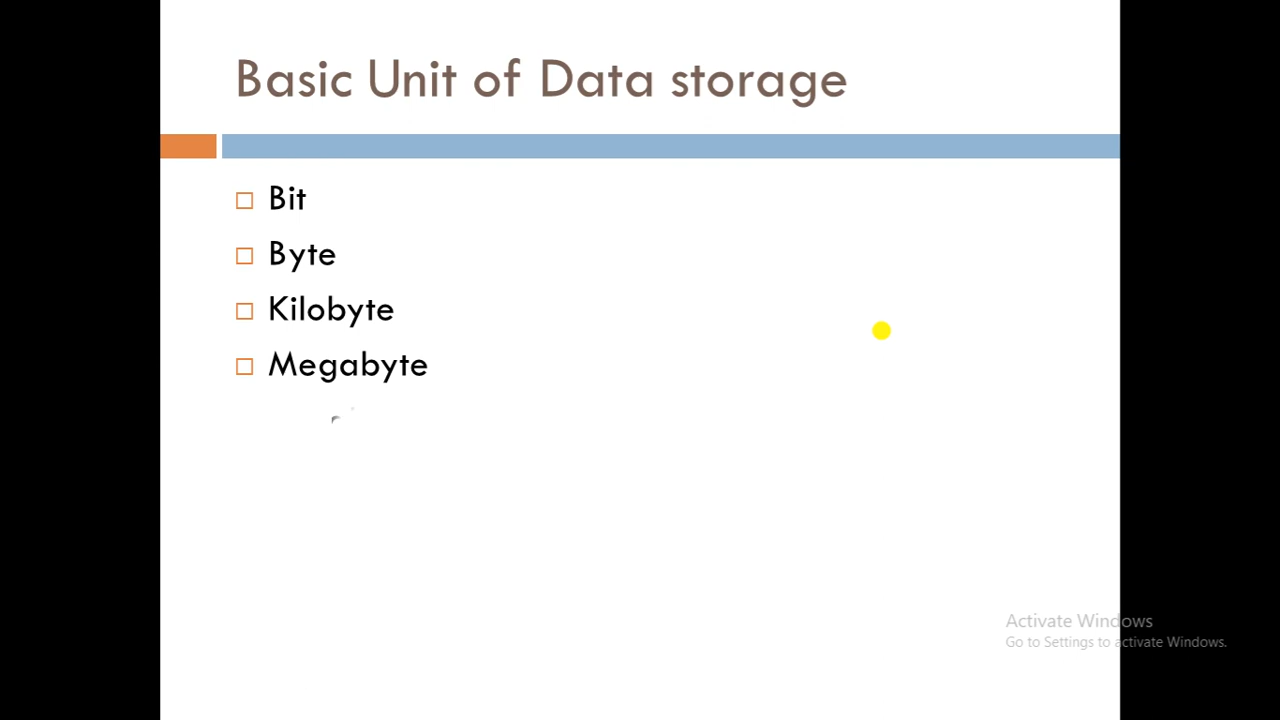 Basic Unit of Data storage
Bit
Byte
Kilobyte
Megabyte
Activate Windows
Go to Settings to activate Windows.